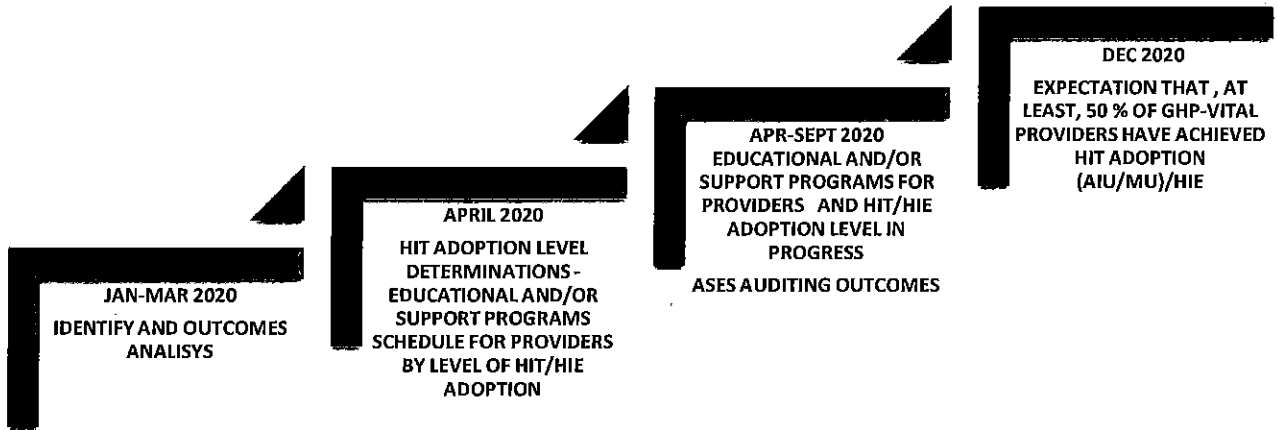 JAN-MAR 2020
IDENTIFY AND OUTCOMES
ANALISYS
APRIL 2020
HIT ADOPTION LEVEL
DETERMINATIONS -
EDUCATIONAL AND/OR
SUPPORT PROGRAMS
SCHEDULE FOR PROVIDERS
BY LEVEL OF HIT/HIE
ADOPTION
APR-SEPT 2020
EDUCATIONAL AND/OR
SUPPORT PROGRAMS FOR
PROVIDERS AND HIT/HIE
ADOPTION LEVEL IN
PROGRESS
ASES AUDITING OUTCOMES
DEC 2020
EXPECTATION THAT , AT
LEAST, 50 % OF GHP-VITAL
PROVIDERS HAVE ACHIEVED
HIT ADOPTION
(AIU/MU)/HIE